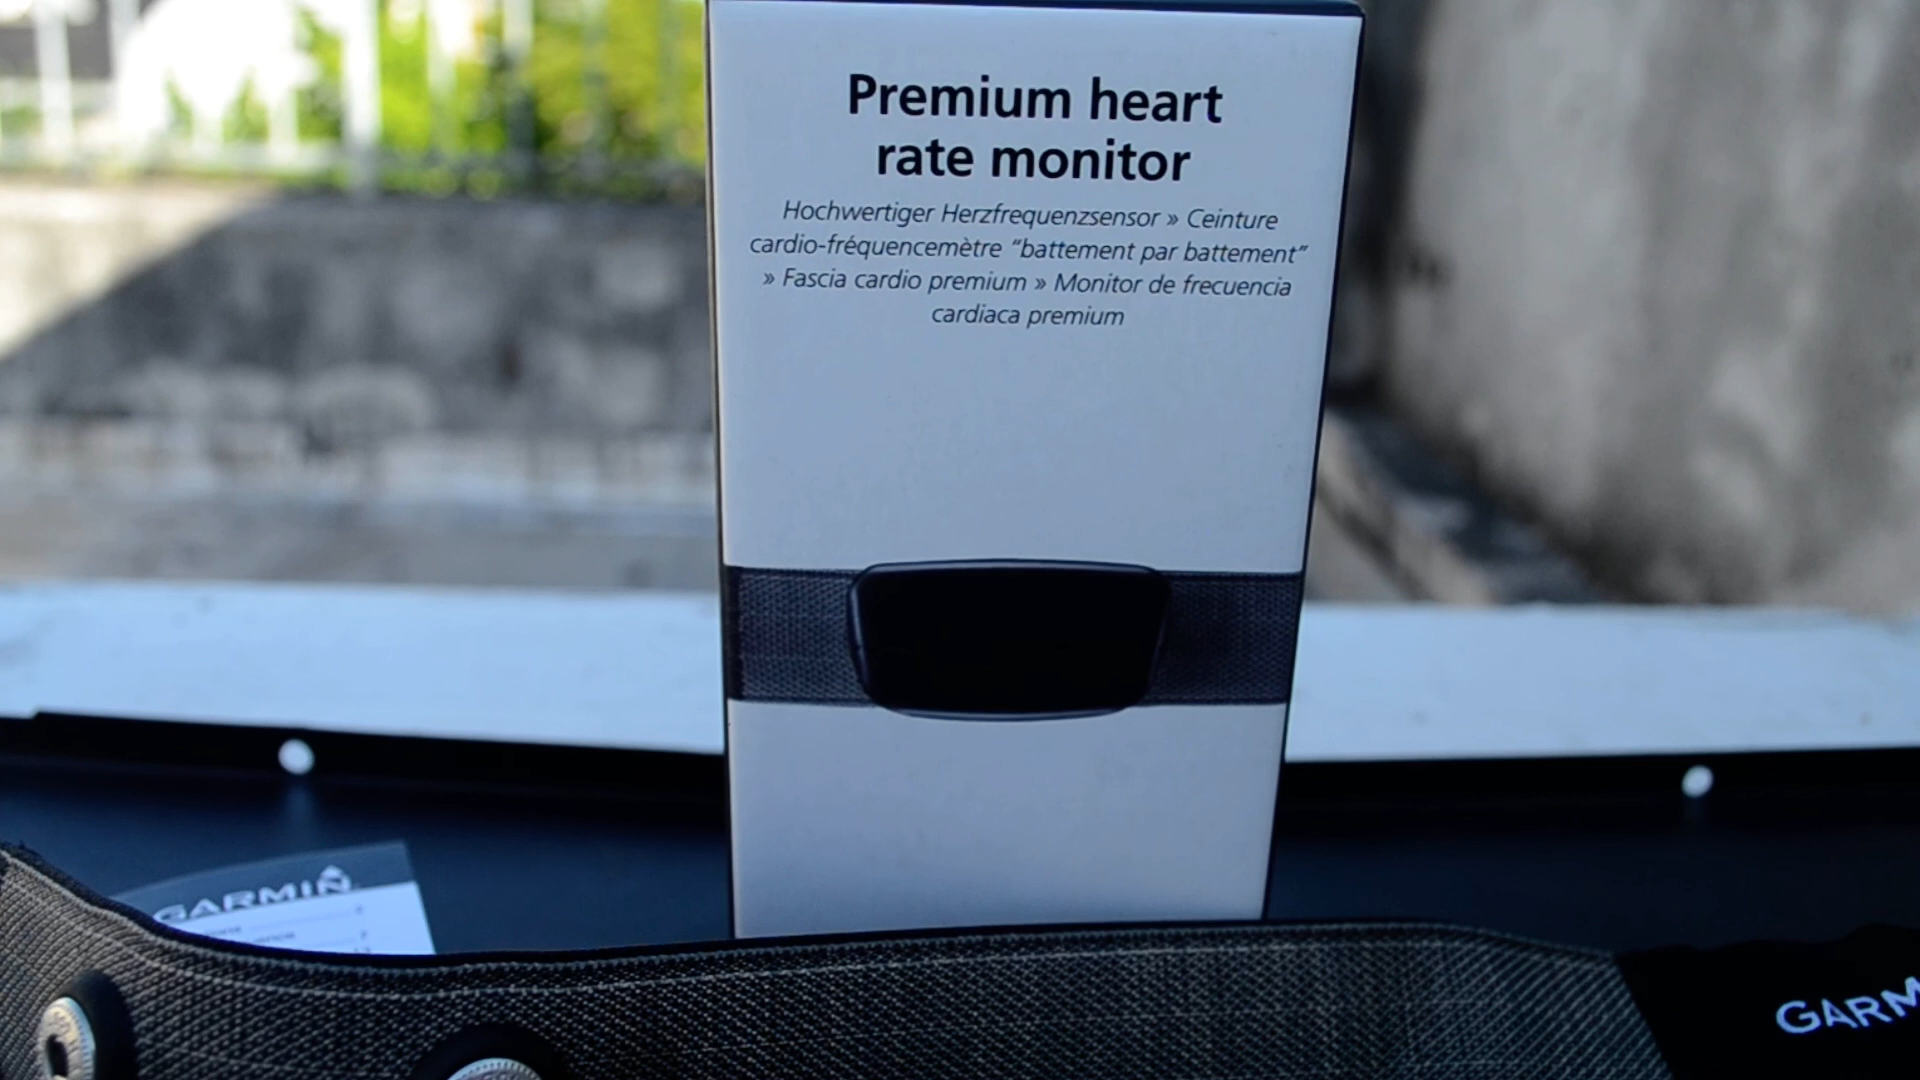 Premium heart
rate monitor
Hochwertiger Herzfrequenzsensor » Ceinture
cardio-fréquencemètre “battement par battement”
» Fascia cardio premium » Monitor de frecuencia
cardiaca premium
GARMIN
GARM